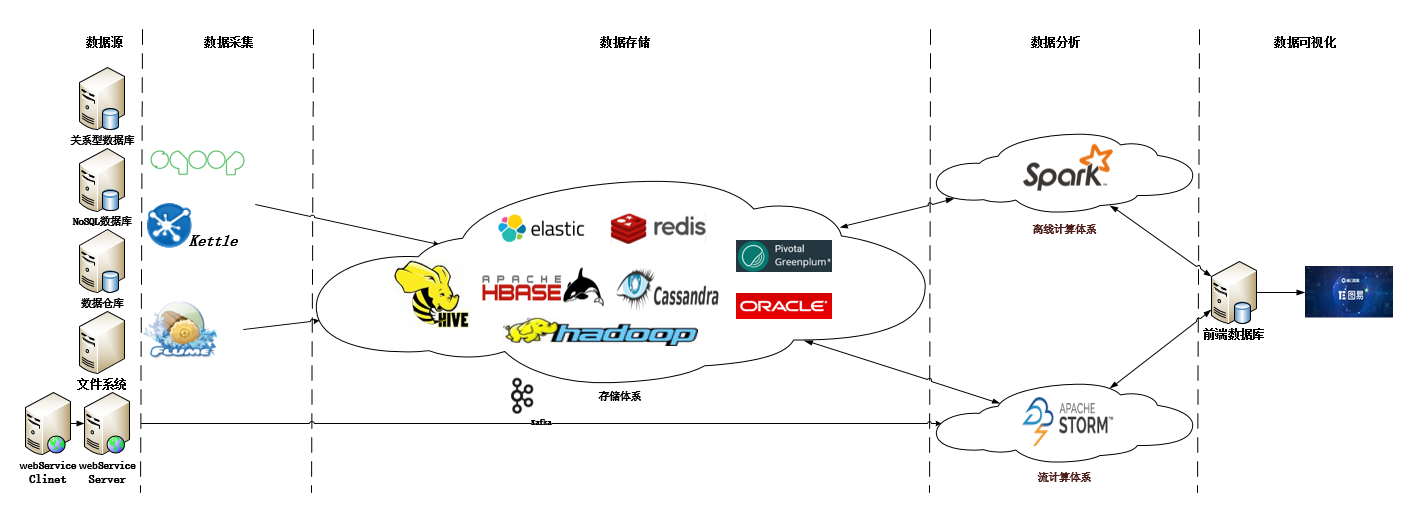 数据源
数据采集
数据存储
数据分析
数据可视化
关系型数据库
sqoop
NoSQL数据库
Kettle
数据仓库
FLUME
文件系统
webService
Clinet
webService
Server
elastic
redis
Pivotal
Greenplum
HIVE
APACHE
HBASE
Cassandra
ORACLE
hadoop
存储体系
Kafka
Spark
离线计算体系
APACHE
STORM™
流计算体系
前端数据库
图易